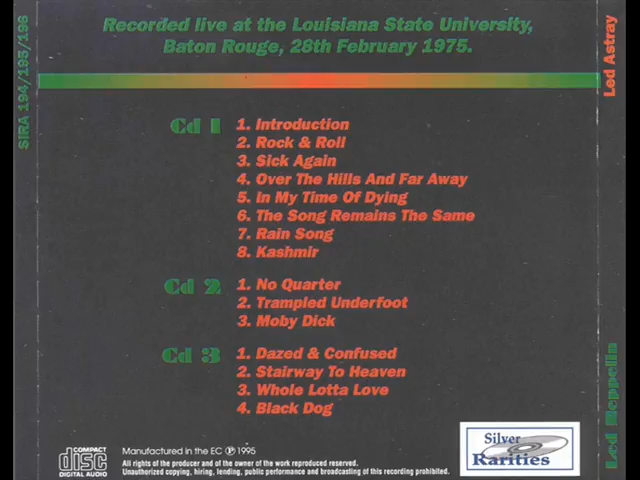 Recorded live at the Louisiana State University,
Baton Rouge, 28th February 1975.
SIRA 194/195/196
Led Astray
Cd 1
1. Introduction
2. Rock & Roll
3. Sick Again
4. Over The Hills And Far Away
5. In My Time Of Dying
6. The Song Remains The Same
7. Rain Song
8. Kashmir
Cd 2
1. No Quarter
2. Trampled Underfoot
3. Moby Dick
Cd 3
1. Dazed & Confused
2. Stairway To Heaven
3. Whole Lotta Love
4. Black Dog
Led Zeppelin
COMPACT
disc
DIGITAL AUDIO
Manufactured in the EC ℗ 1995
All rights of the producer and of the owner of the work reproduced reserved.
Unauthorized copying, hiring, lending, public performance and broadcasting of this recording prohibited.
Silver
Rarities